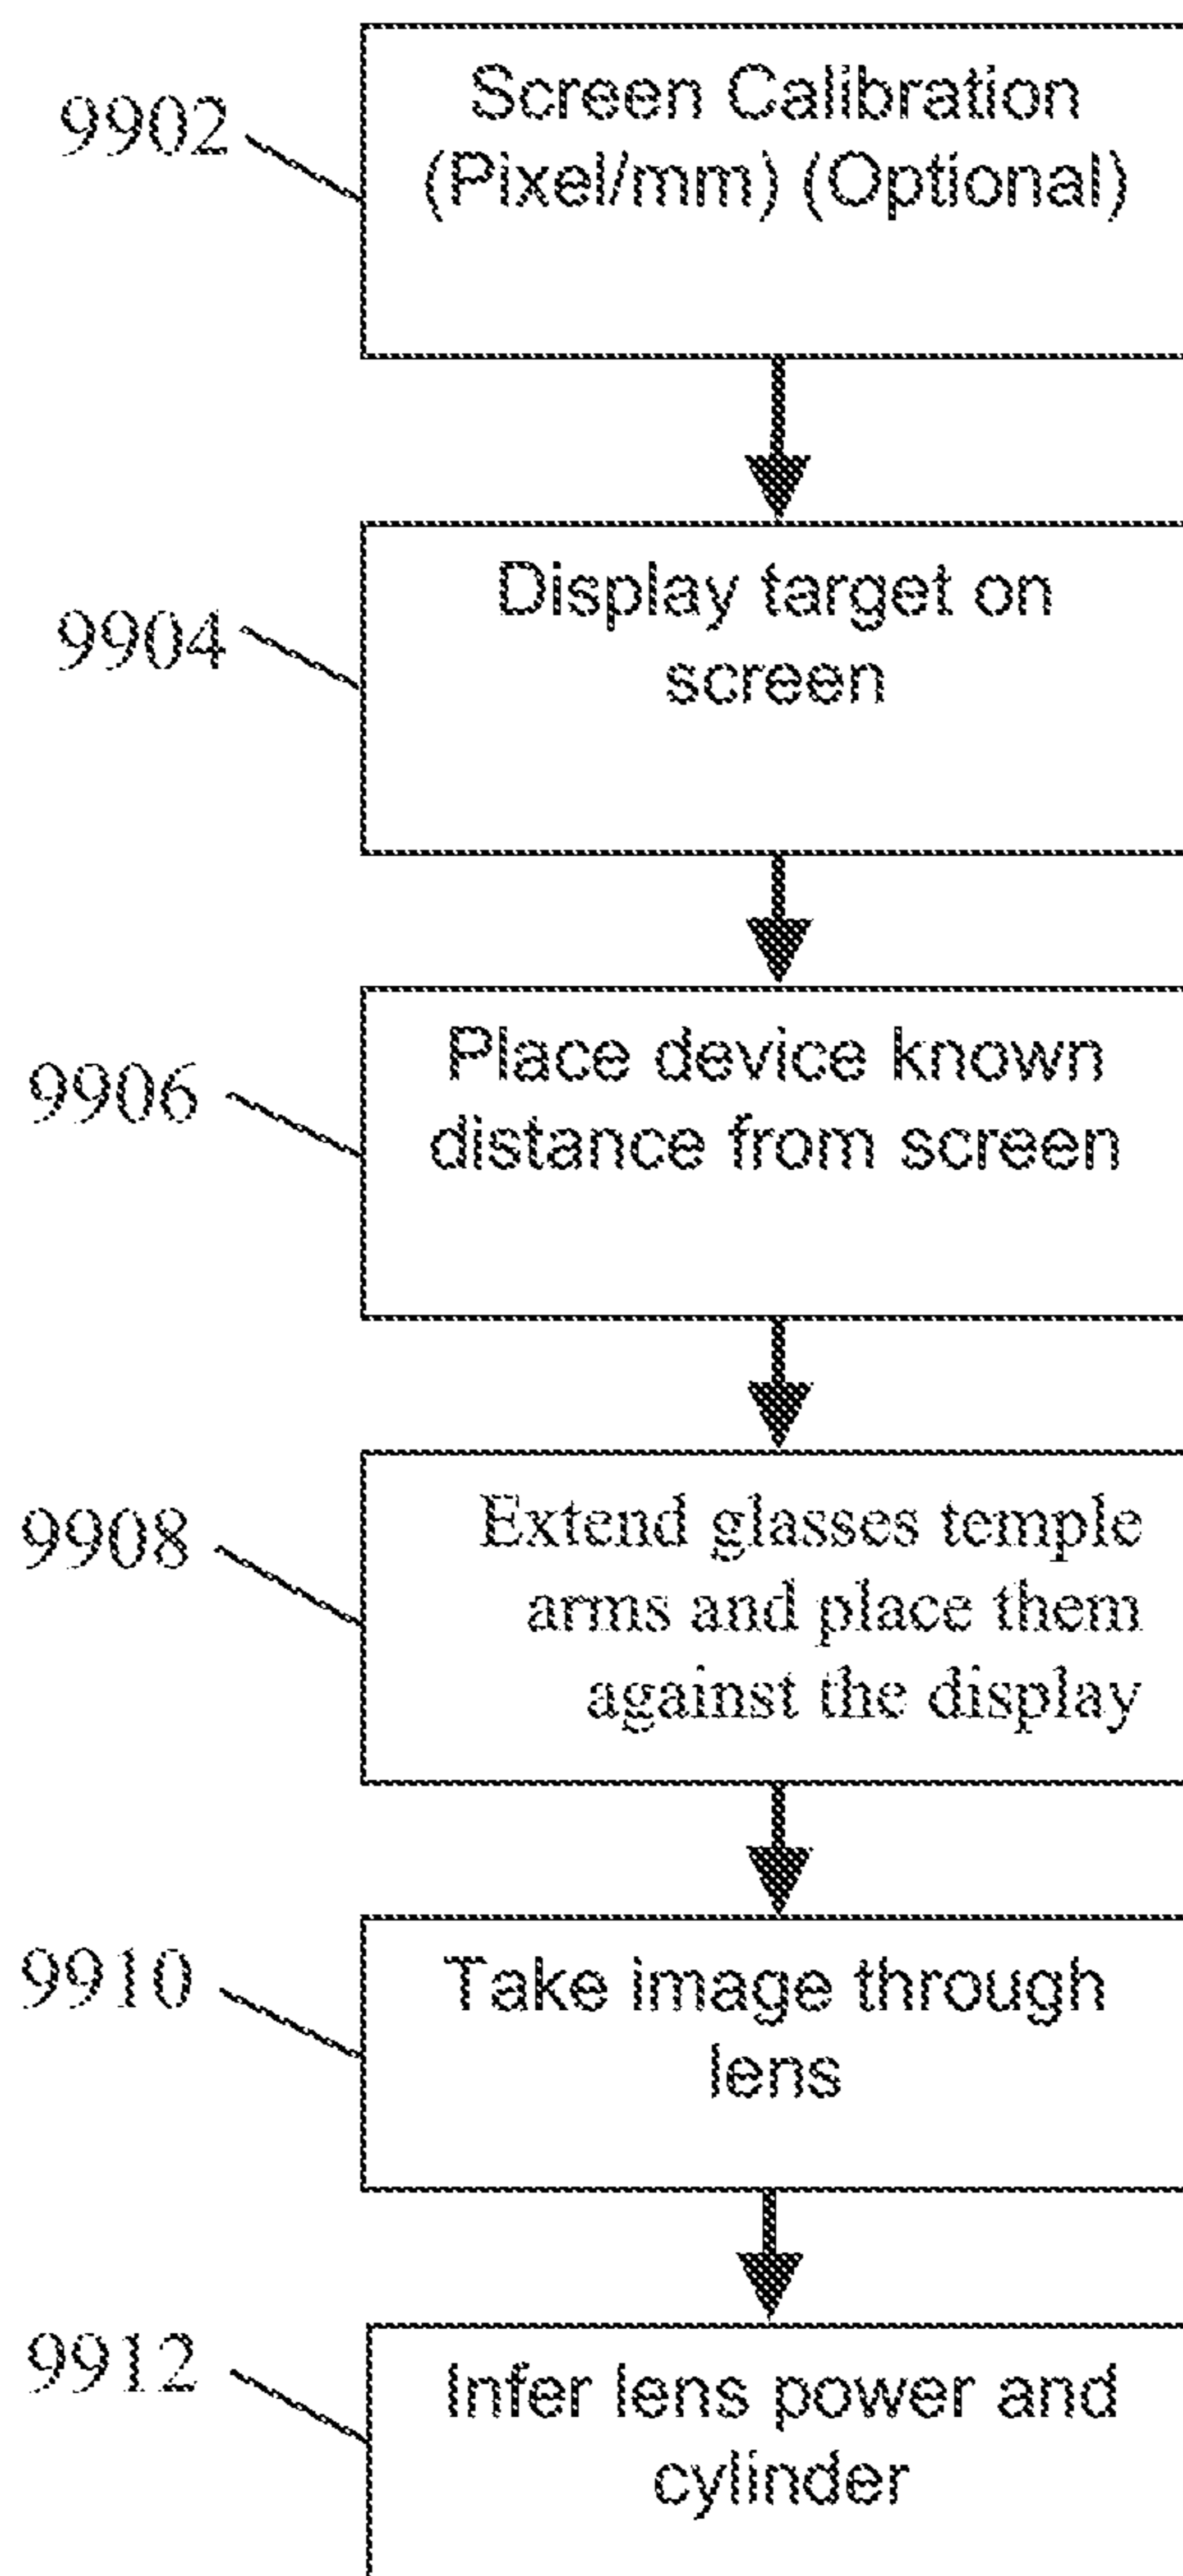 9902
Screen Calibration
(Pixel/mm) (Optional)
9904
Display target on
screen
9906
Place device known
distance from screen
9908
Extend glasses temple
arms and place them
against the display
9910
Take image through
lens
9912
Infer lens power and
cylinder